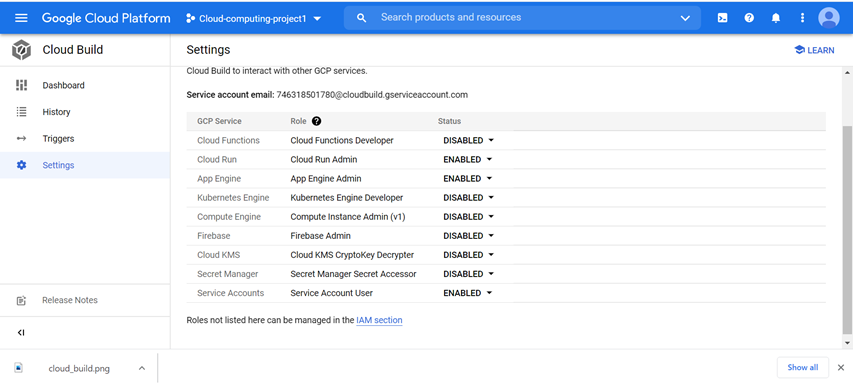 Google Cloud Platform Cloud-computing-project1 Search products and resources
Cloud Build Settings LEARN
Dashboard
History
Triggers
Settings
Release Notes
Cloud Build to interact with other GCP services.
Service account email: 746318501780@cloudbuild.gserviceaccount.com
GCP Service Role Status
Cloud Functions Cloud Functions Developer DISABLED
Cloud Run Cloud Run Admin ENABLED
App Engine App Engine Admin ENABLED
Kubernetes Engine Kubernetes Engine Developer DISABLED
Compute Engine Compute Instance Admin (v1) DISABLED
Firebase Firebase Admin DISABLED
Cloud KMS Cloud KMS CryptoKey Decrypter DISABLED
Secret Manager Secret Manager Secret Accessor DISABLED
Service Accounts Service Account User ENABLED
Roles not listed here can be managed in the IAM section
cloud_build.png Show all